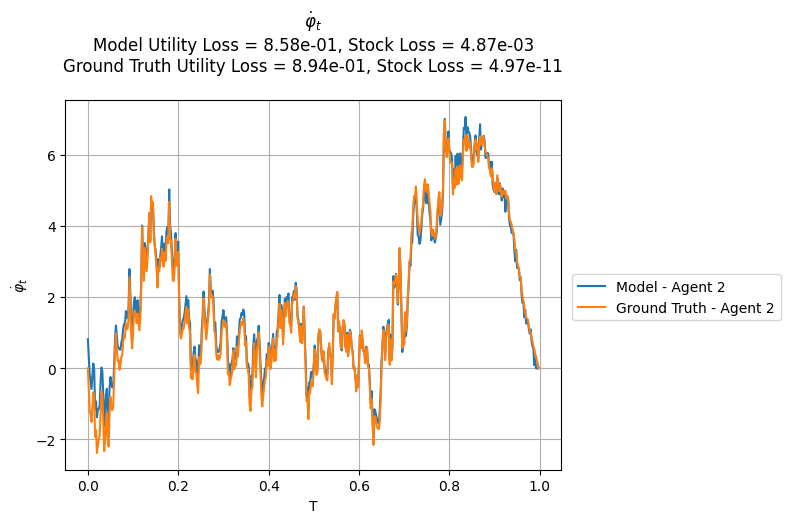 φ̇ₜ
Model Utility Loss = 8.58e-01, Stock Loss = 4.87e-03
Ground Truth Utility Loss = 8.94e-01, Stock Loss = 4.97e-11
φ̇ₜ
6
4
2
0
−2
0.0 0.2 0.4 0.6 0.8 1.0
T
Model - Agent 2
Ground Truth - Agent 2